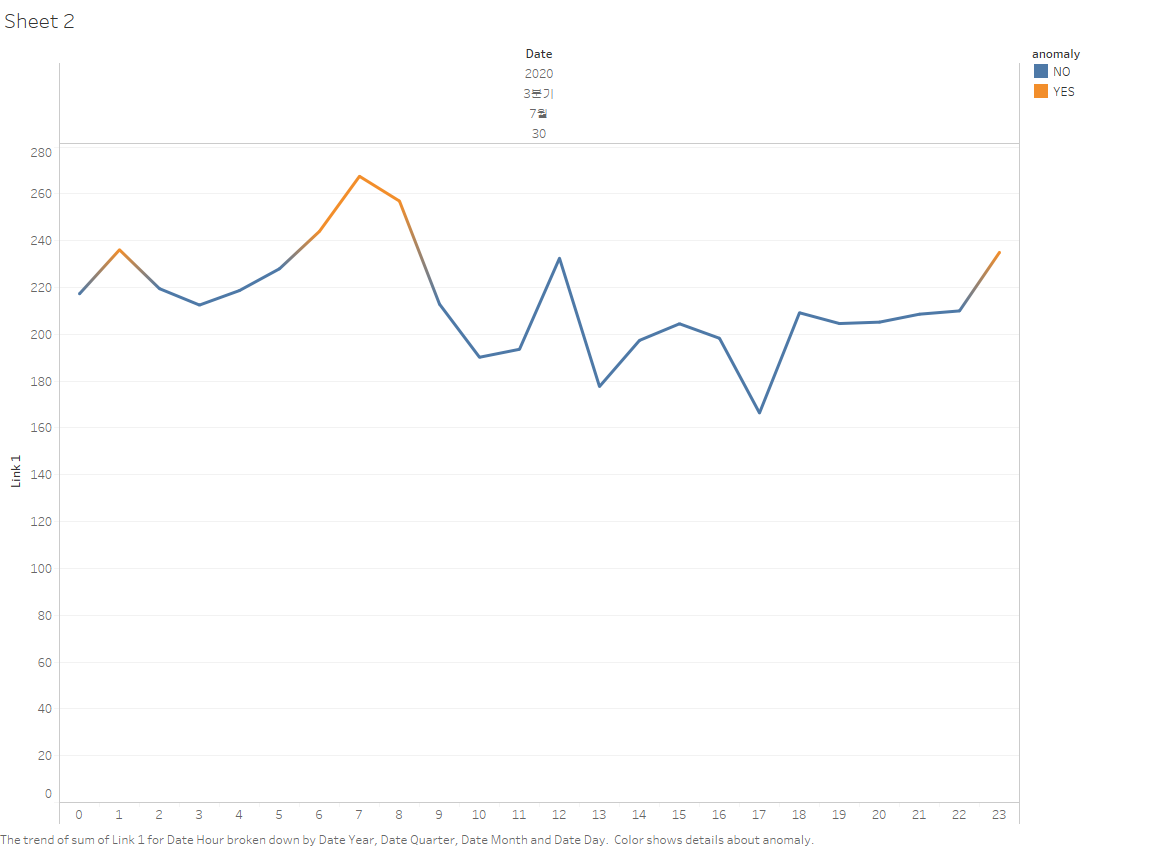 Sheet 2
Date
2020
3분기
7월
30
anomaly
NO
YES
280
260
240
220
200
180
160
140
120
100
80
60
40
20
0
Link 1
0 1 2 3 4 5 6 7 8 9 10 11 12 13 14 15 16 17 18 19 20 21 22 23
The trend of sum of Link 1 for Date Hour broken down by Date Year, Date Quarter, Date Month and Date Day.  Color shows details about anomaly.